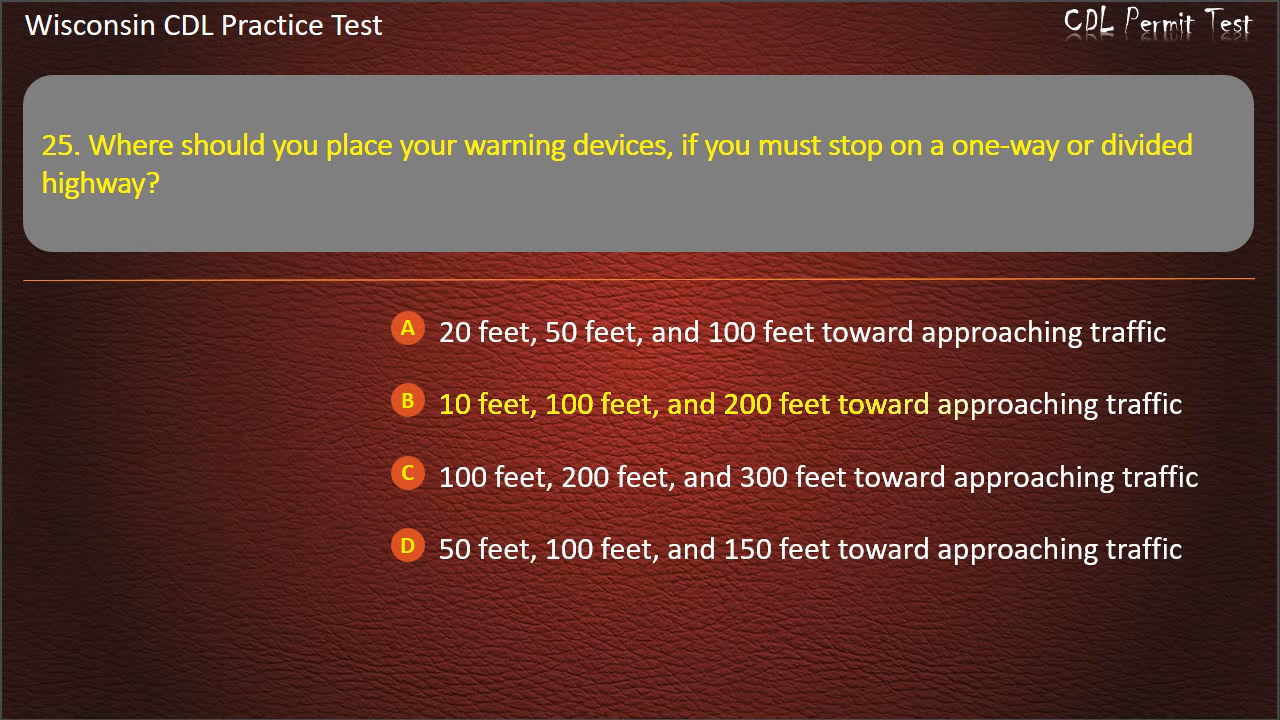 Wisconsin CDL Practice Test
CDL Permit Test
25. Where should you place your warning devices, if you must stop on a one-way or divided
highway?
A 20 feet, 50 feet, and 100 feet toward approaching traffic
B 10 feet, 100 feet, and 200 feet toward approaching traffic
C 100 feet, 200 feet, and 300 feet toward approaching traffic
D 50 feet, 100 feet, and 150 feet toward approaching traffic